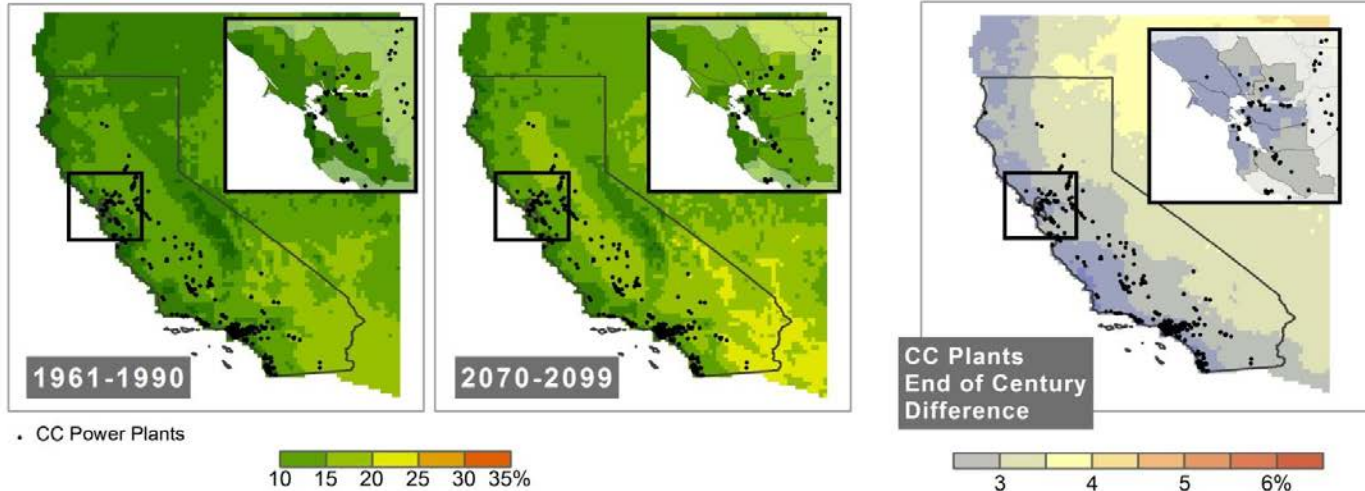 1961-1990
2070-2099
CC Plants
End of Century
Difference
CC Power Plants
10 15 20 25 30 35%
3 4 5 6%